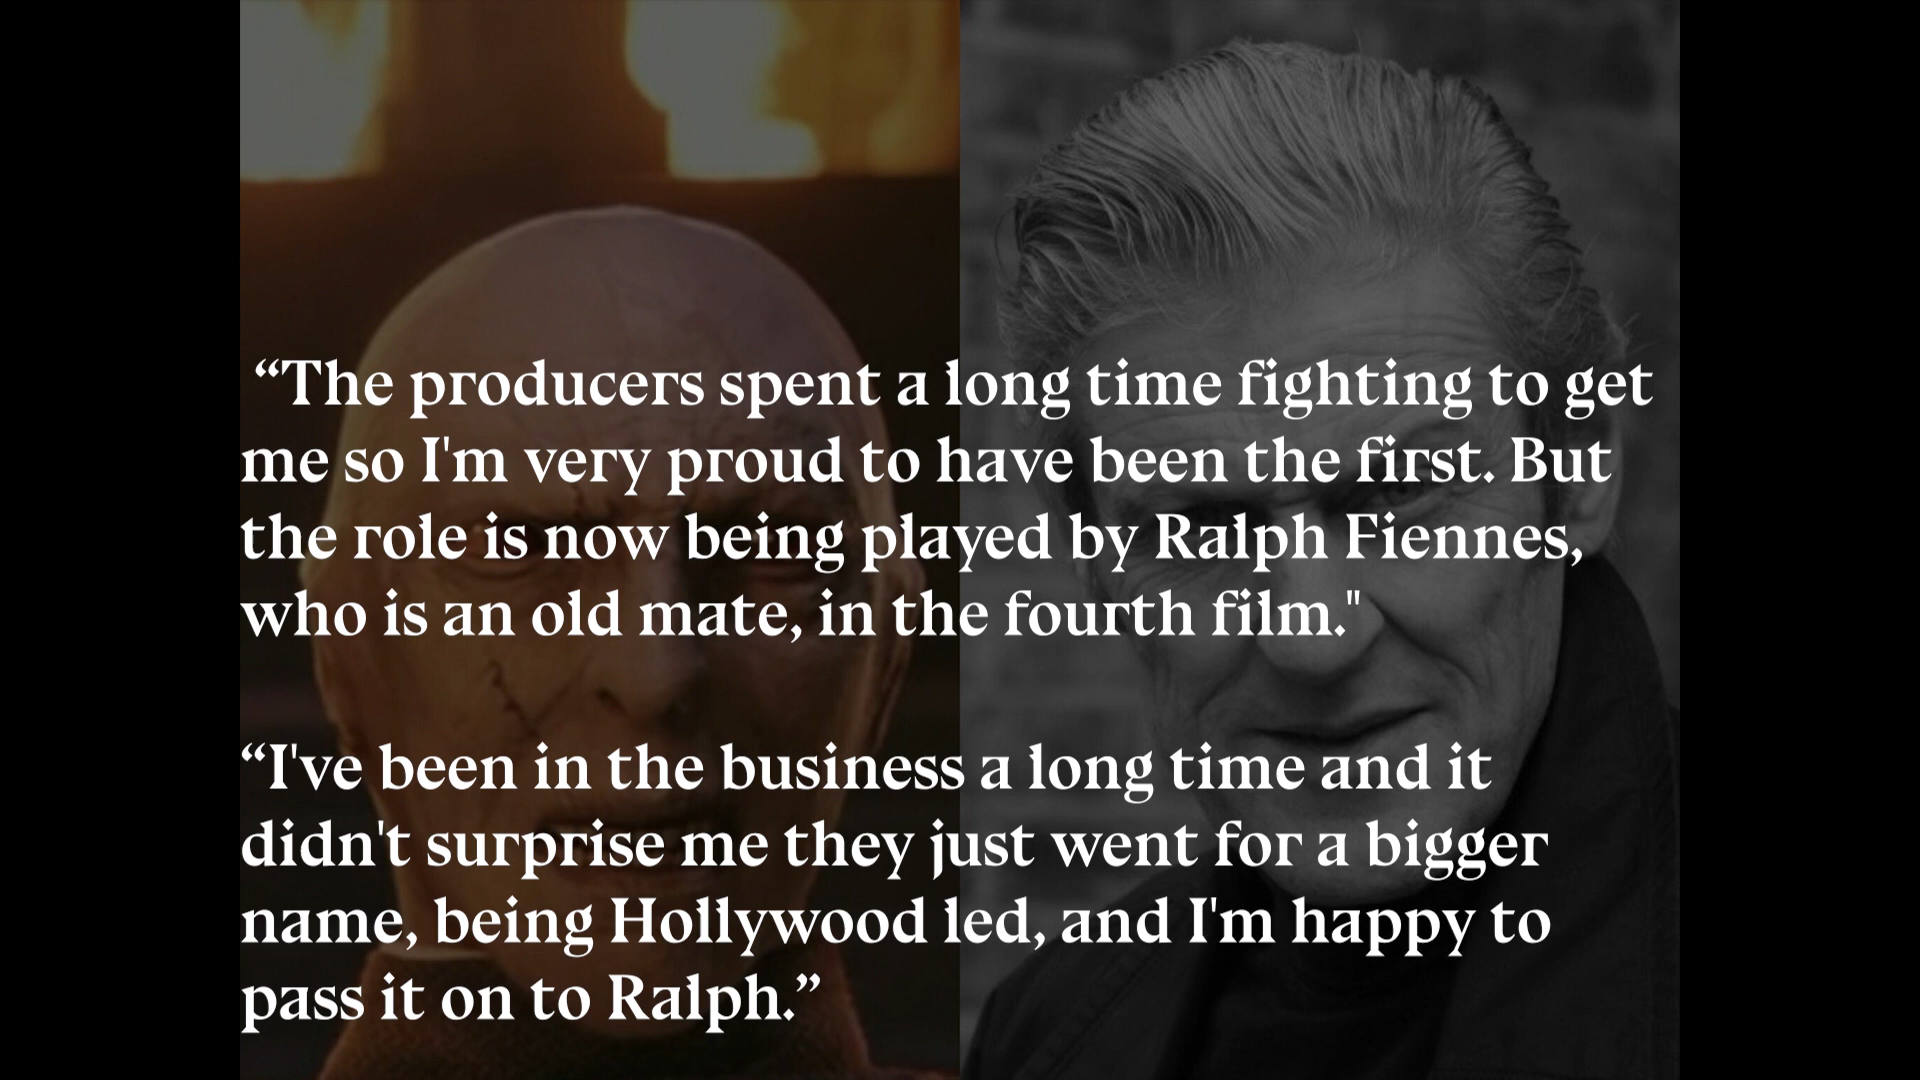 “The producers spent a long time fighting to get
me so I'm very proud to have been the first. But
the role is now being played by Ralph Fiennes,
who is an old mate, in the fourth film."
“I've been in the business a long time and it
didn't surprise me they just went for a bigger
name, being Hollywood led, and I'm happy to
pass it on to Ralph.”